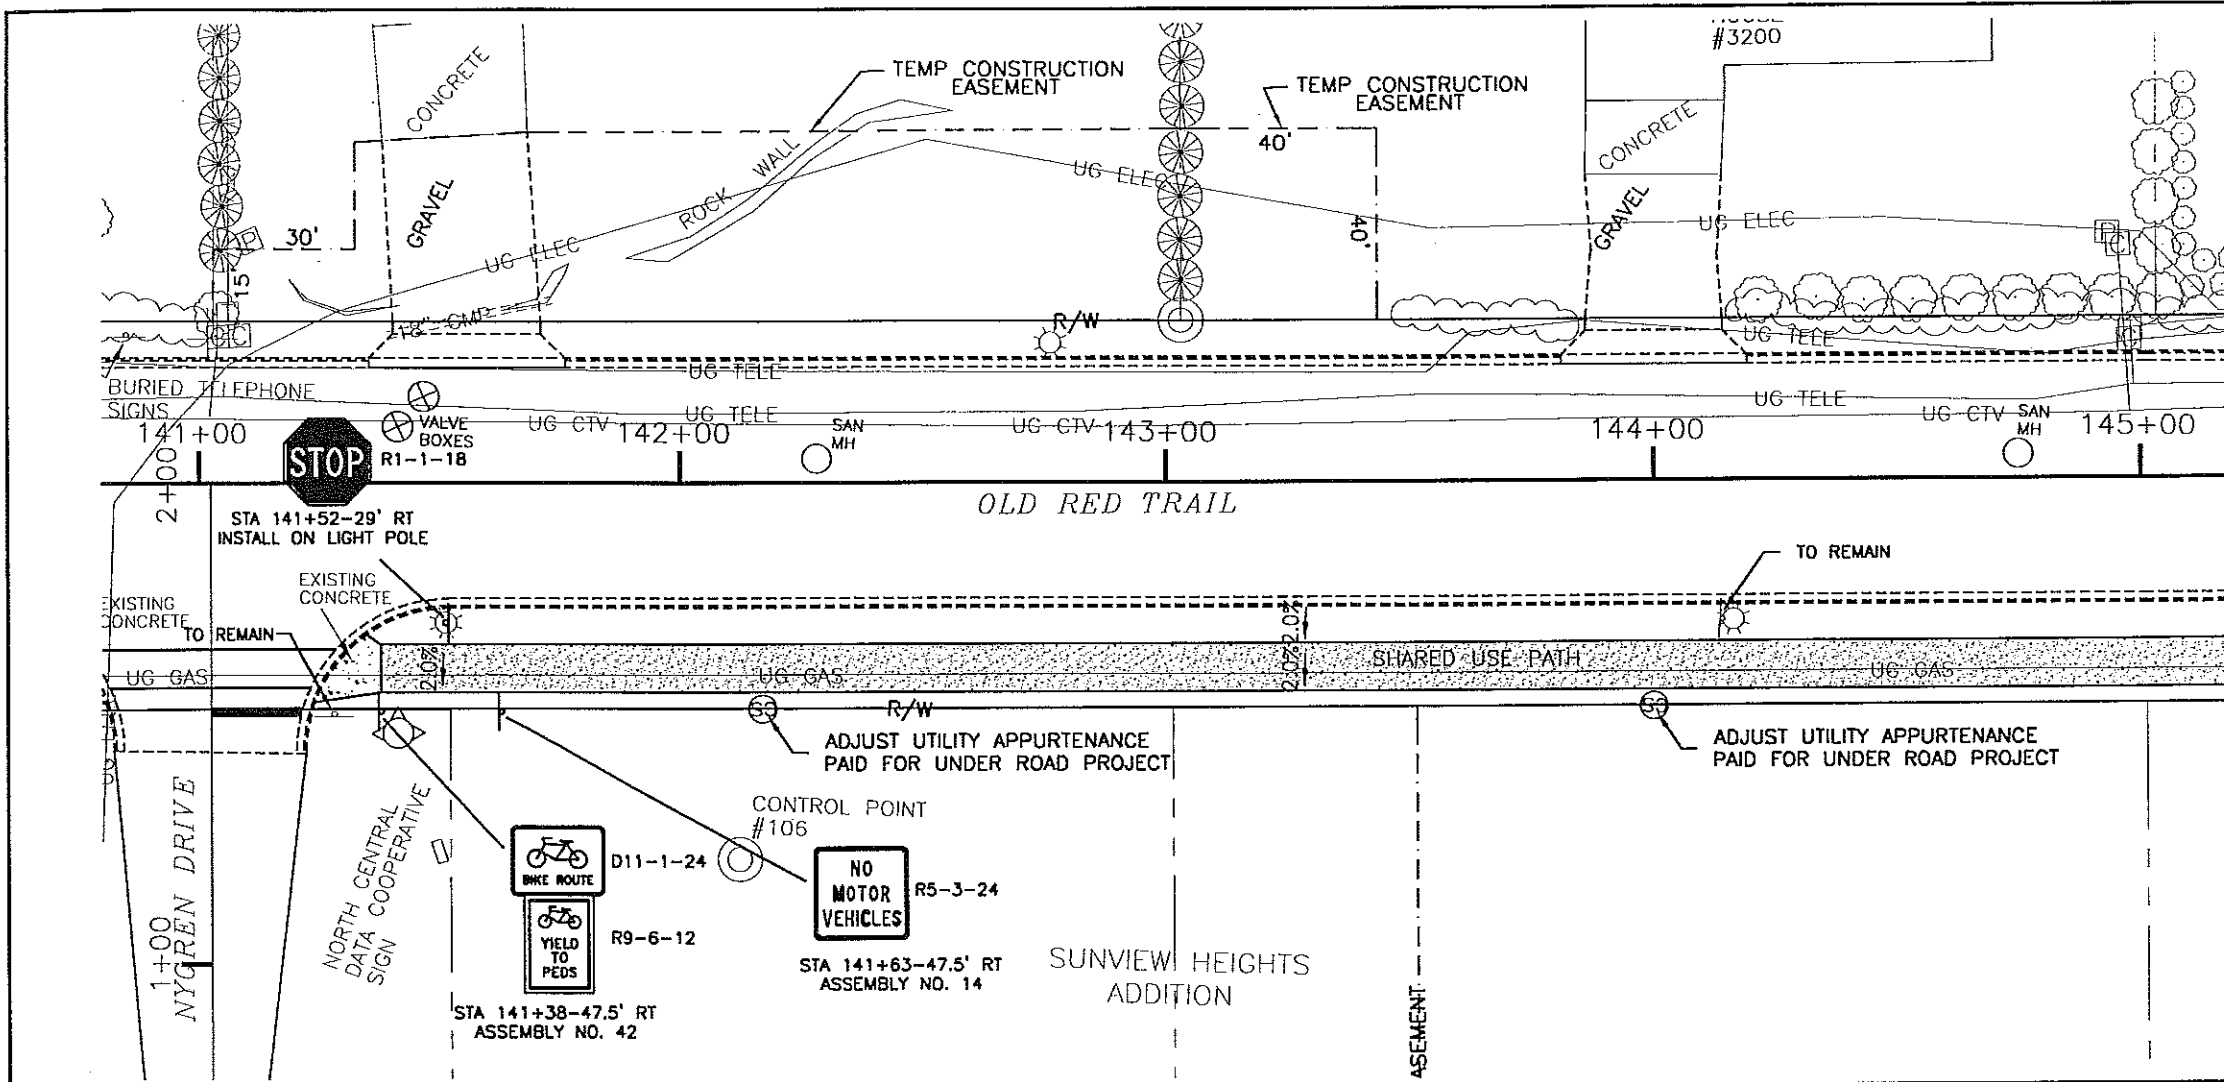 #3200
TEMP CONSTRUCTION
EASEMENT
TEMP CONSTRUCTION
EASEMENT
CONCRETE
CONCRETE
40'
ROCK WALL
UG ELEC
GRAVEL
GRAVEL
P
30'
UG ELEC
40'
UG ELEC
P
C
15'
18" CMP
R/W
C
UG TELE
UG TELE
BURIED TELEPHONE
SIGNS
UG TELE
UG TELE
VALVE
BOXES
UG CTV
UG CTV
UG CTV
SAN
MH
SAN
MH
141+00
142+00
143+00
144+00
145+00
STOP
R1-1-18
2+00
OLD RED TRAIL
STA 141+52-29' RT
INSTALL ON LIGHT POLE
TO REMAIN
EXISTING
CONCRETE
EXISTING
CONCRETE
TO REMAIN
2.0%
2.0%
2.0%
SHARED USE PATH
UG GAS
UG GAS
UG GAS
R/W
ADJUST UTILITY APPURTENANCE
PAID FOR UNDER ROAD PROJECT
ADJUST UTILITY APPURTENANCE
PAID FOR UNDER ROAD PROJECT
CONTROL POINT
#106
NORTH CENTRAL
DATA COOPERATIVE
SIGN
BIKE ROUTE
D11-1-24
YIELD
TO
PEDS
R9-6-12
NO
MOTOR
VEHICLES
R5-3-24
STA 141+63-47.5' RT
ASSEMBLY NO. 14
STA 141+38-47.5' RT
ASSEMBLY NO. 42
SUNVIEW HEIGHTS
ADDITION
1+00
NYGREN DRIVE
ASEMENT